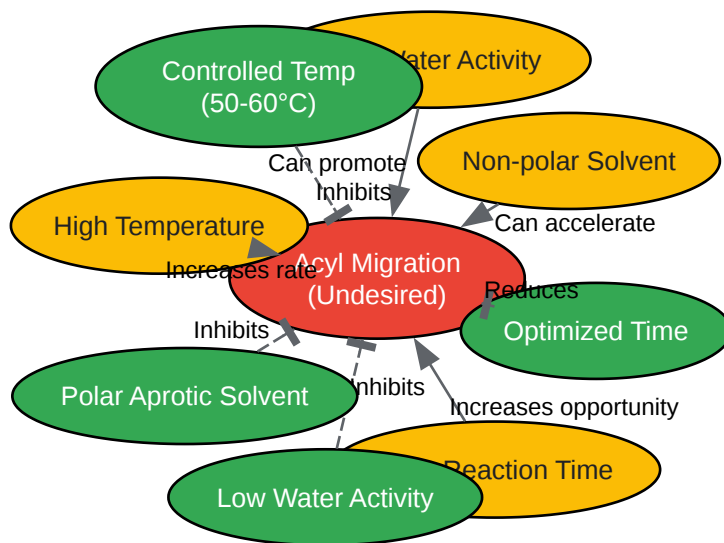 Controlled Temp
(50-60°C)
Water Activity
Non-polar Solvent
Can promote
Inhibits
High Temperature
Can accelerate
Increases rate
Acyl Migration
(Undesired)
Reduces
Optimized Time
Inhibits
Polar Aprotic Solvent
Inhibits
Increases opportunity
Reaction Time
Low Water Activity